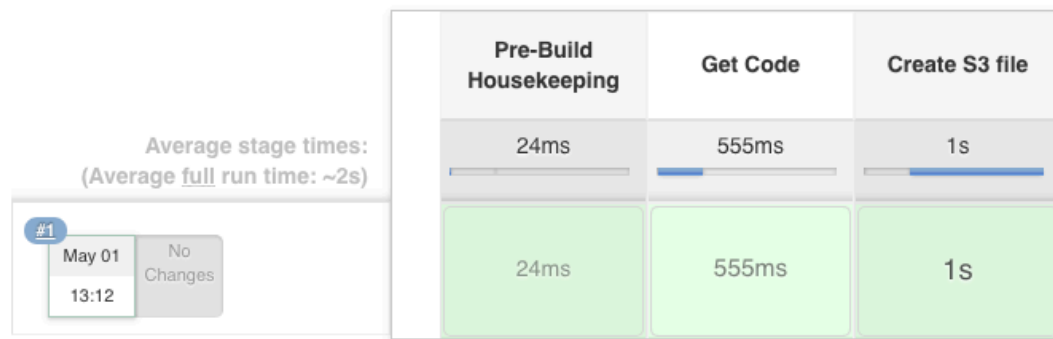 Pre-Build
Housekeeping
Get Code
Create S3 file
Average stage times:
(Average full run time: ~2s)
24ms
555ms
1s
#1
May 01
13:12
No
Changes
24ms
555ms
1s